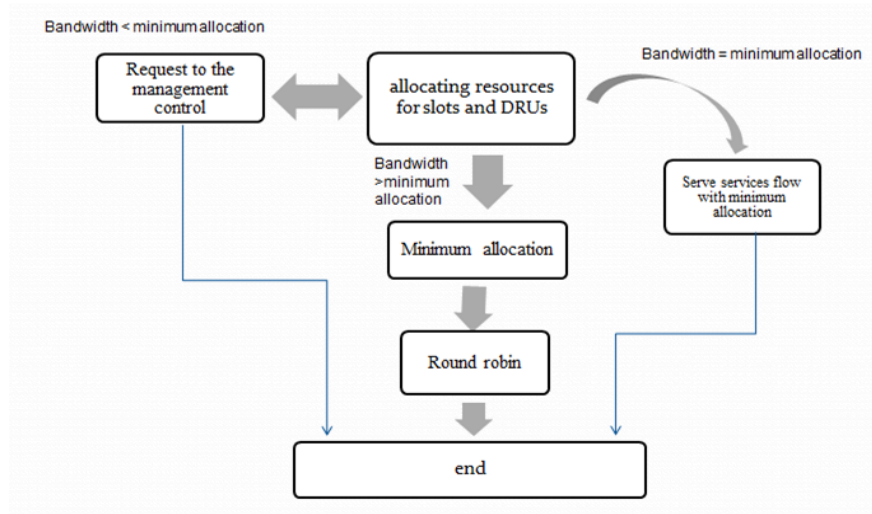 Bandwidth < minimum allocation
Request to the
management
control
allocating resources
for slots and DRUs
Bandwidth = minimum allocation
Bandwidth
>minimum
allocation
Serve services flow
with minimum
allocation
Minimum allocation
Round robin
end